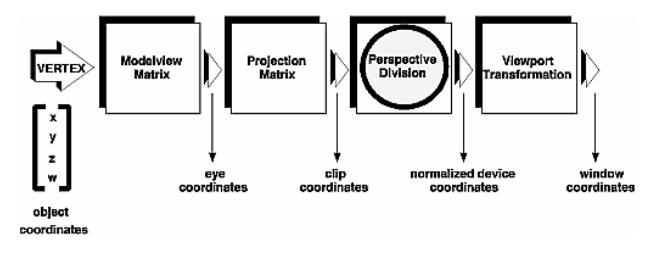 VERTEX
Modelview
Matrix
Projection
Matrix
Perspective
Division
Viewport
Transformation
x
y
z
w
object
coordinates
eye
coordinates
clip
coordinates
normalized device
coordinates
window
coordinates